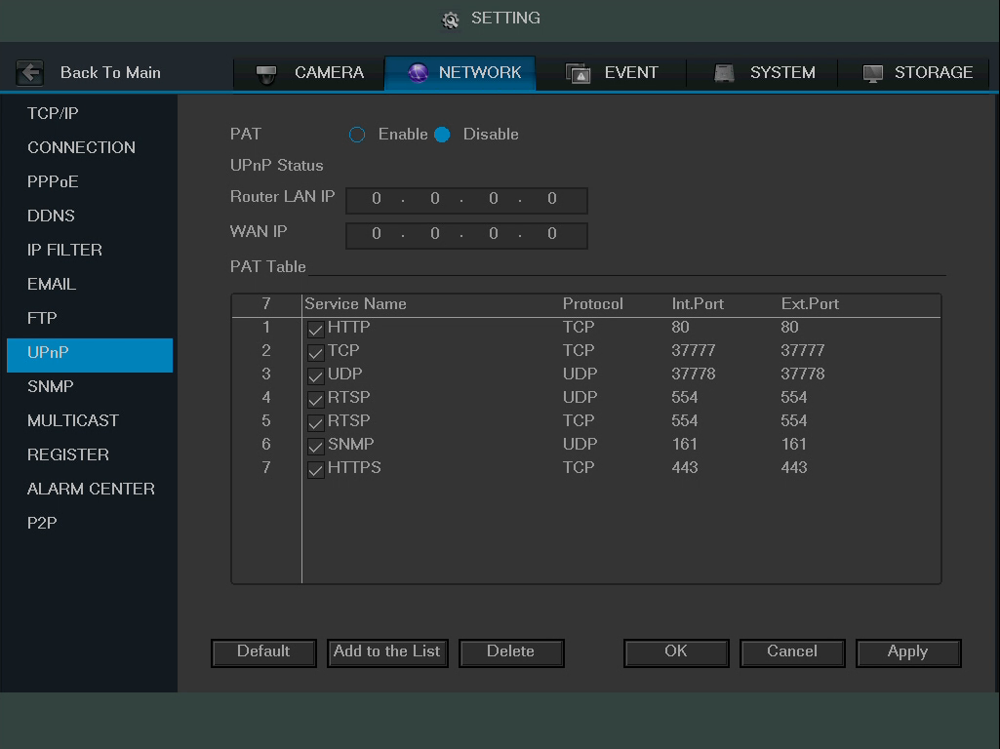 SETTING
Back To Main
CAMERA NETWORK EVENT SYSTEM STORAGE
TCP/IP
CONNECTION
PPPoE
DDNS
IP FILTER
EMAIL
FTP
UPnP
SNMP
MULTICAST
REGISTER
ALARM CENTER
P2P
PAT Enable Disable
UPnP Status
Router LAN IP 0 . 0 . 0 . 0
WAN IP 0 . 0 . 0 . 0
PAT Table
7 Service Name Protocol Int.Port Ext.Port
1 HTTP TCP 80 80
2 TCP TCP 37777 37777
3 UDP UDP 37778 37778
4 RTSP UDP 554 554
5 RTSP TCP 554 554
6 SNMP UDP 161 161
7 HTTPS TCP 443 443
Default Add to the List Delete OK Cancel Apply